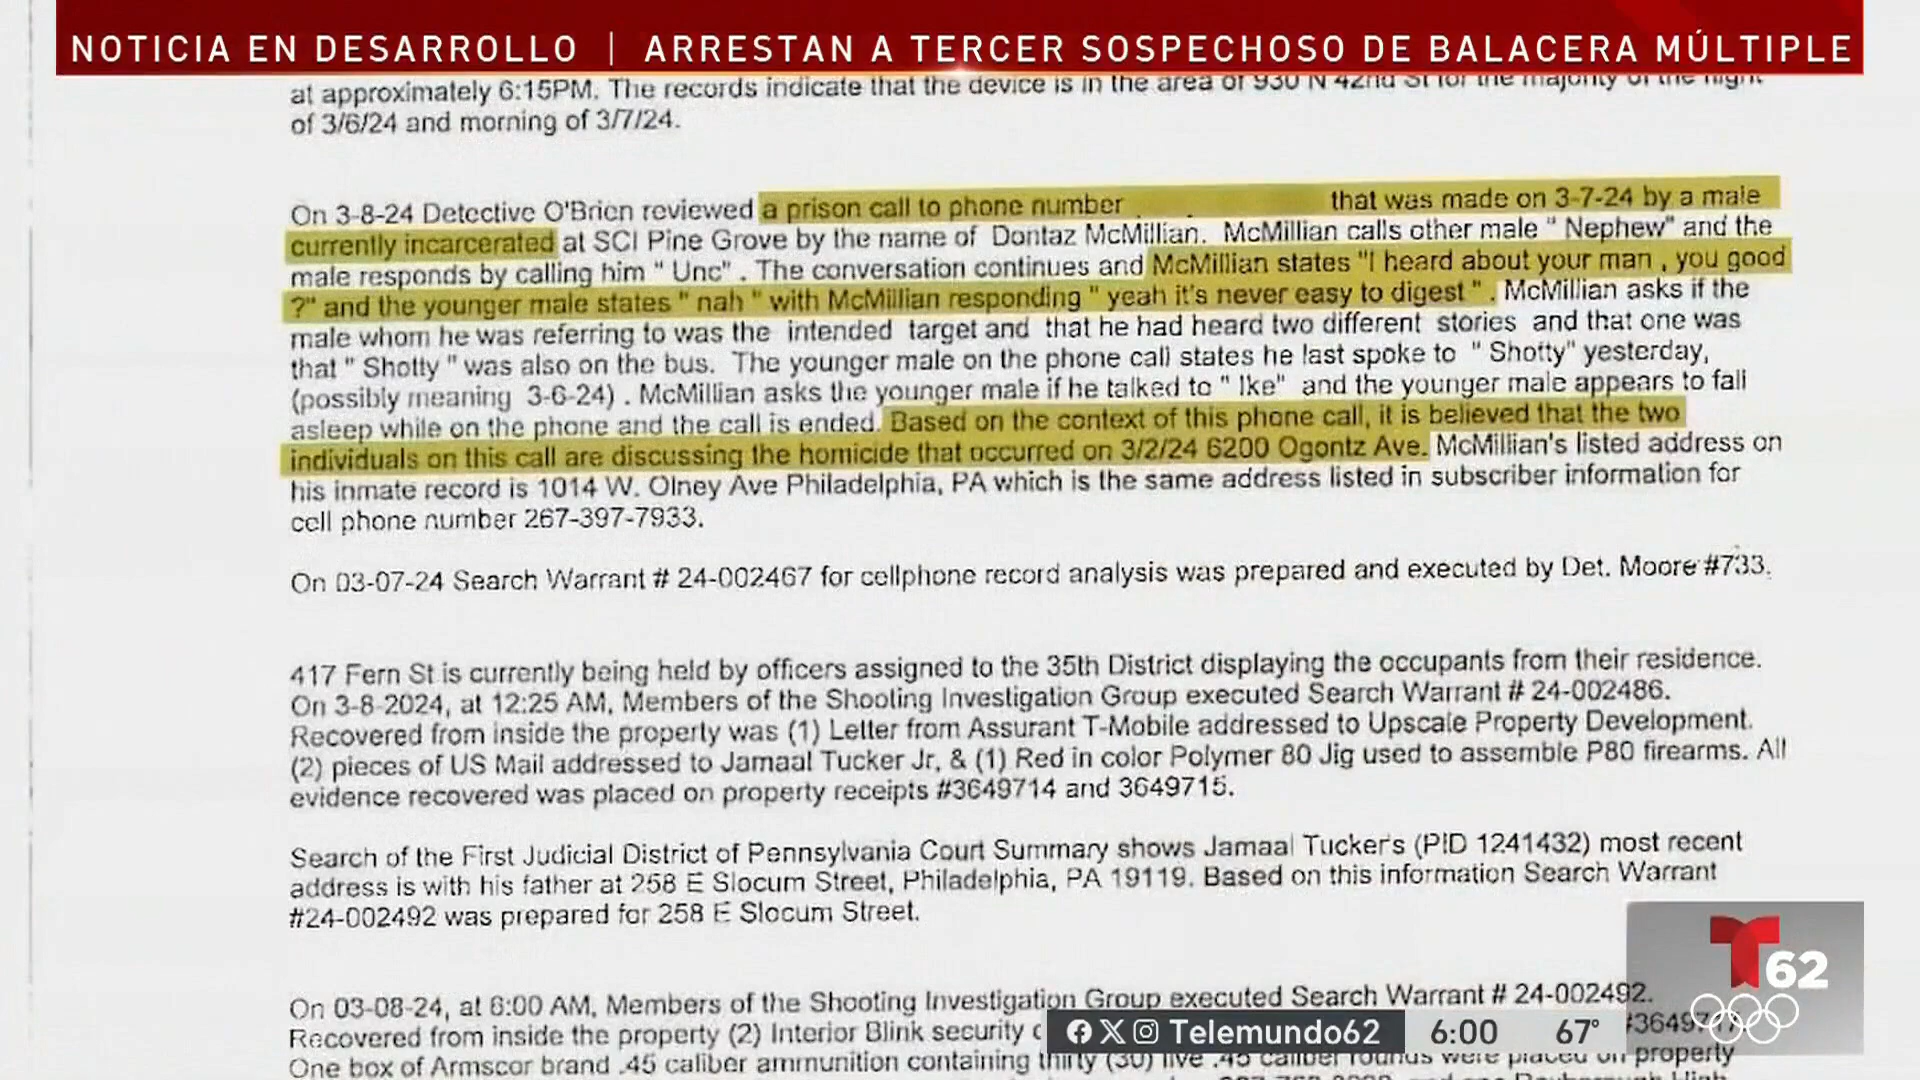 NOTICIA EN DESARROLLO | ARRESTAN A TERCER SOSPECHOSO DE BALACERA MÚLTIPLE
at approximately 6:15PM. The records indicate that the device is in the area of 930 N 42nd St for the majority of the night
of 3/6/24 and morning of 3/7/24.
On 3-8-24 Detective O'Brien reviewed a prison call to phone number that was made on 3-7-24 by a male
currently incarcerated at SCI Pine Grove by the name of Dontaz McMillian. McMillian calls other male " Nephew" and the
male responds by calling him " Unc" . The conversation continues and McMillian states "I heard about your man , you good
?" and the younger male states " nah " with McMillian responding " yeah it's never easy to digest " . McMillian asks if the
male whom he was referring to was the intended target and that he had heard two different stories and that one was
that " Shotty " was also on the bus. The younger male on the phone call states he last spoke to " Shotty" yesterday,
(possibly meaning 3-6-24) . McMillian asks the younger male if he talked to " Ike" and the younger male appears to fall
asleep while on the phone and the call is ended. Based on the context of this phone call, it is believed that the two
individuals on this call are discussing the homicide that occurred on 3/2/24 6200 Ogontz Ave. McMillian's listed address on
his inmate record is 1014 W. Olney Ave Philadelphia, PA which is the same address listed in subscriber information for
cell phone number 267-397-7933.
On 03-07-24 Search Warrant # 24-002467 for cellphone record analysis was prepared and executed by Det. Moore #733.
417 Fern St is currently being held by officers assigned to the 35th District displaying the occupants from their residence.
On 3-8-2024, at 12:25 AM, Members of the Shooting Investigation Group executed Search Warrant # 24-002486.
Recovered from inside the property was (1) Letter from Assurant T-Mobile addressed to Upscale Property Development.
(2) pieces of US Mail addressed to Jamaal Tucker Jr, & (1) Red in color Polymer 80 Jig used to assemble P80 firearms. All
evidence recovered was placed on property receipts #3649714 and 3649715.
Search of the First Judicial District of Pennsylvania Court Summary shows Jamaal Tucker's (PID 1241432) most recent
address is with his father at 258 E Slocum Street, Philadelphia, PA 19119. Based on this information Search Warrant
#24-002492 was prepared for 258 E Slocum Street.
On 03-08-24, at 6:00 AM, Members of the Shooting Investigation Group executed Search Warrant # 24-002492.
Recovered from inside the property (2) Interior Blink security
One box of Armscor brand .45 caliber ammunition containing thirty (30) live .45 caliber rounds were placed on property
T62
Telemundo62 6:00 67°